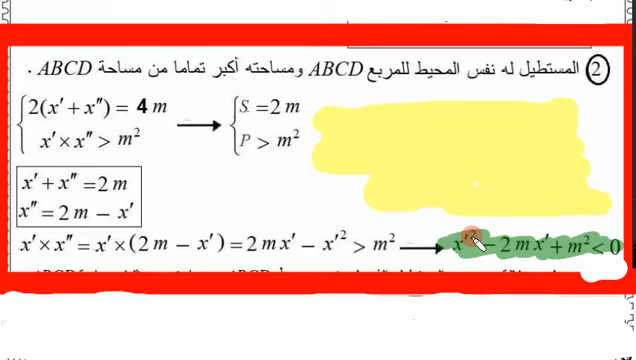 ② المستطيل له نفس المحيط للمربع ABCD ومساحته أكبر تماما من مساحة ABCD .
2(x′ + x″) = 4 m ⟶ S = 2 m
x′ × x″ > m² P > m²
x′ + x″ = 2 m
x″ = 2 m − x′
x′ × x″ = x′ × (2 m − x′) = 2 m x′ − x′² > m² ⟶ x′² − 2 m x′ + m² < 0